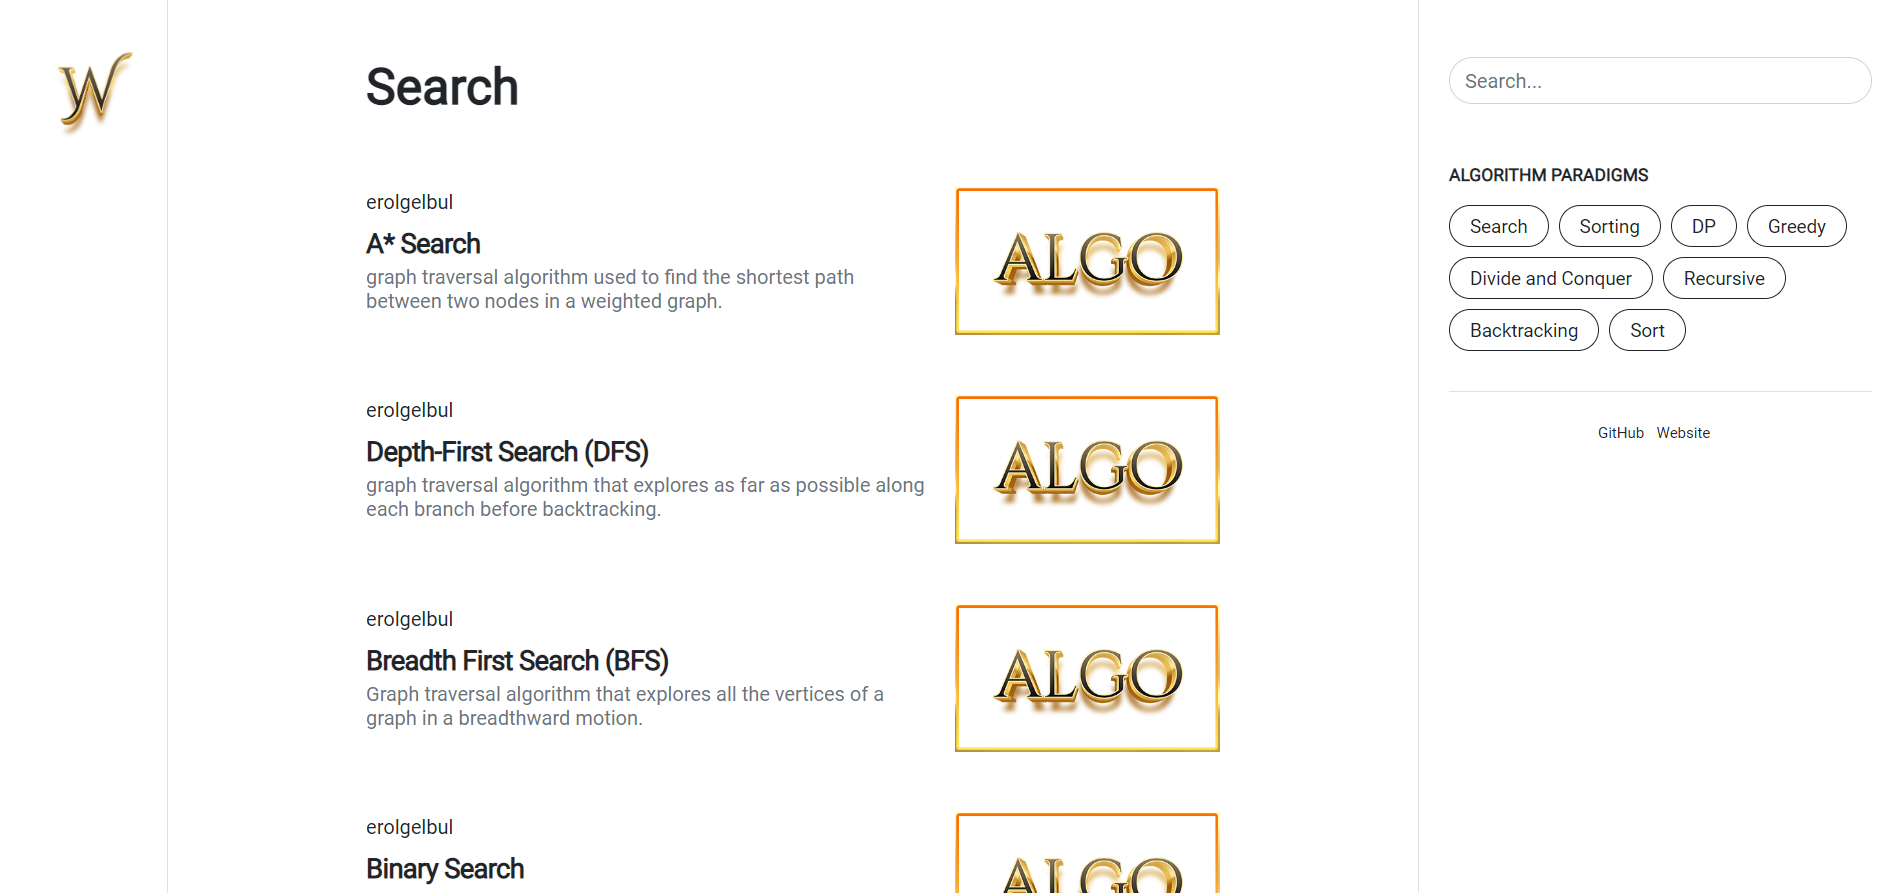 W
Search
erolgelbul
A* Search
graph traversal algorithm used to find the shortest path
between two nodes in a weighted graph.
ALGO
erolgelbul
Depth-First Search (DFS)
graph traversal algorithm that explores as far as possible along
each branch before backtracking.
ALGO
erolgelbul
Breadth First Search (BFS)
Graph traversal algorithm that explores all the vertices of a
graph in a breadthward motion.
ALGO
erolgelbul
Binary Search
ALGO
Search...
ALGORITHM PARADIGMS
Search Sorting DP Greedy
Divide and Conquer Recursive
Backtracking Sort
GitHub Website